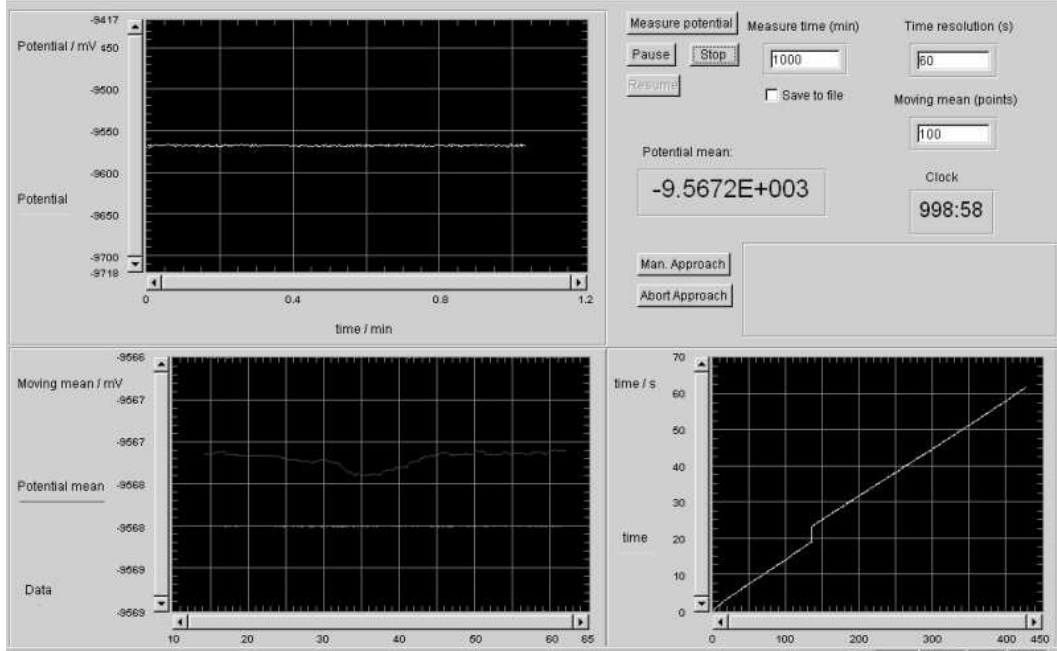 -9417
Potential / mV 450
-9500
-9550
-9600
Potential
-9650
-9700
-9718
0 0.4 0.8 1.2
time / min
Measure potential
Pause Stop
Resume
Measure time (min)
1000
Save to file
Time resolution (s)
60
Moving mean (points)
100
Potential mean:
-9.5672E+003
Clock
998:58
Man. Approach
Abort Approach
-9566
Moving mean / mV
-9567
-9567
Potential mean -9568
-9568
-9569
Data
-9569
10 20 30 40 50 60 65
70
time / s
60
50
40
30
time 20
10
0
0 100 200 300 400 450